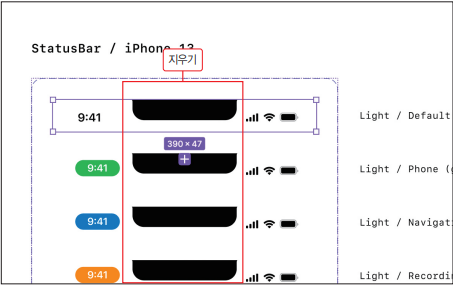 StatusBar / iPhone 13
지우기
9:41
Light / Default
390 × 47
9:41
Light / Phone (
9:41
Light / Navigat
9:41
Light / Recordin